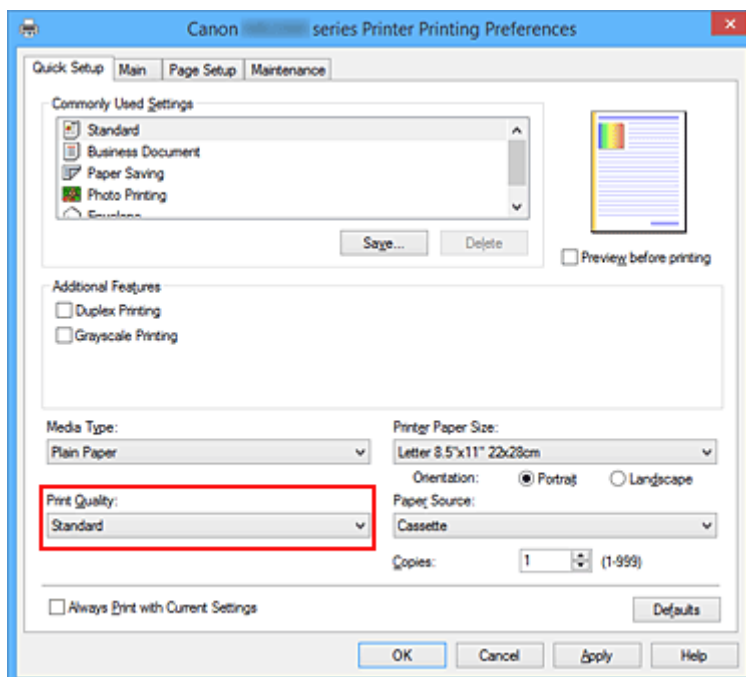 Canon series Printer Printing Preferences
Quick Setup Main Page Setup Maintenance
Commonly Used Settings
Standard
Business Document
Paper Saving
Photo Printing
Envelope
Save... Delete
Preview before printing
Additional Features
Duplex Printing
Grayscale Printing
Media Type:
Plain Paper
Printer Paper Size:
Letter 8.5"x11" 22x28cm
Orientation: Portrait Landscape
Print Quality:
Standard
Paper Source:
Cassette
Copies: 1 (1-999)
Always Print with Current Settings
Defaults
OK Cancel Apply Help